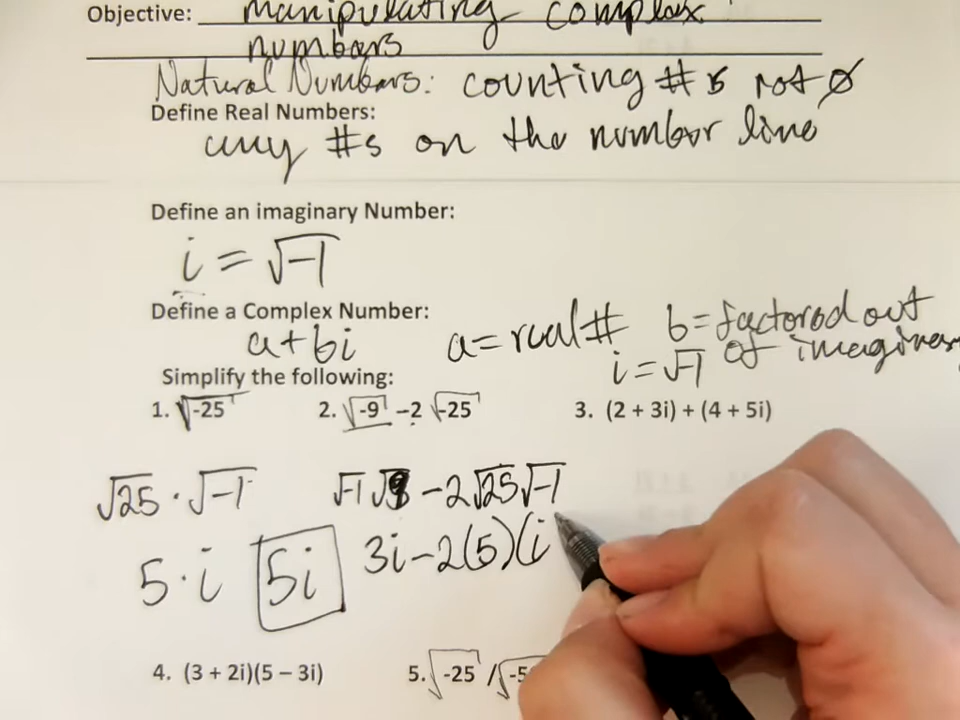 Objective: manipulating complex
numbers
Natural Numbers: counting #s not 0
Define Real Numbers:
any #s on the number line
Define an imaginary Number:
i = √-1
Define a Complex Number:
a+bi a=real # b=factored out
i=√-1 of imaginary
Simplify the following:
1. √-25 2. √-9 -2 √-25 3. (2 + 3i) + (4 + 5i)
√25 · √-1 √-1 √9 -2√25 √-1
5·i 5i 3i-2(5)(i
4. (3 + 2i)(5 – 3i) 5. √-25 /√-5